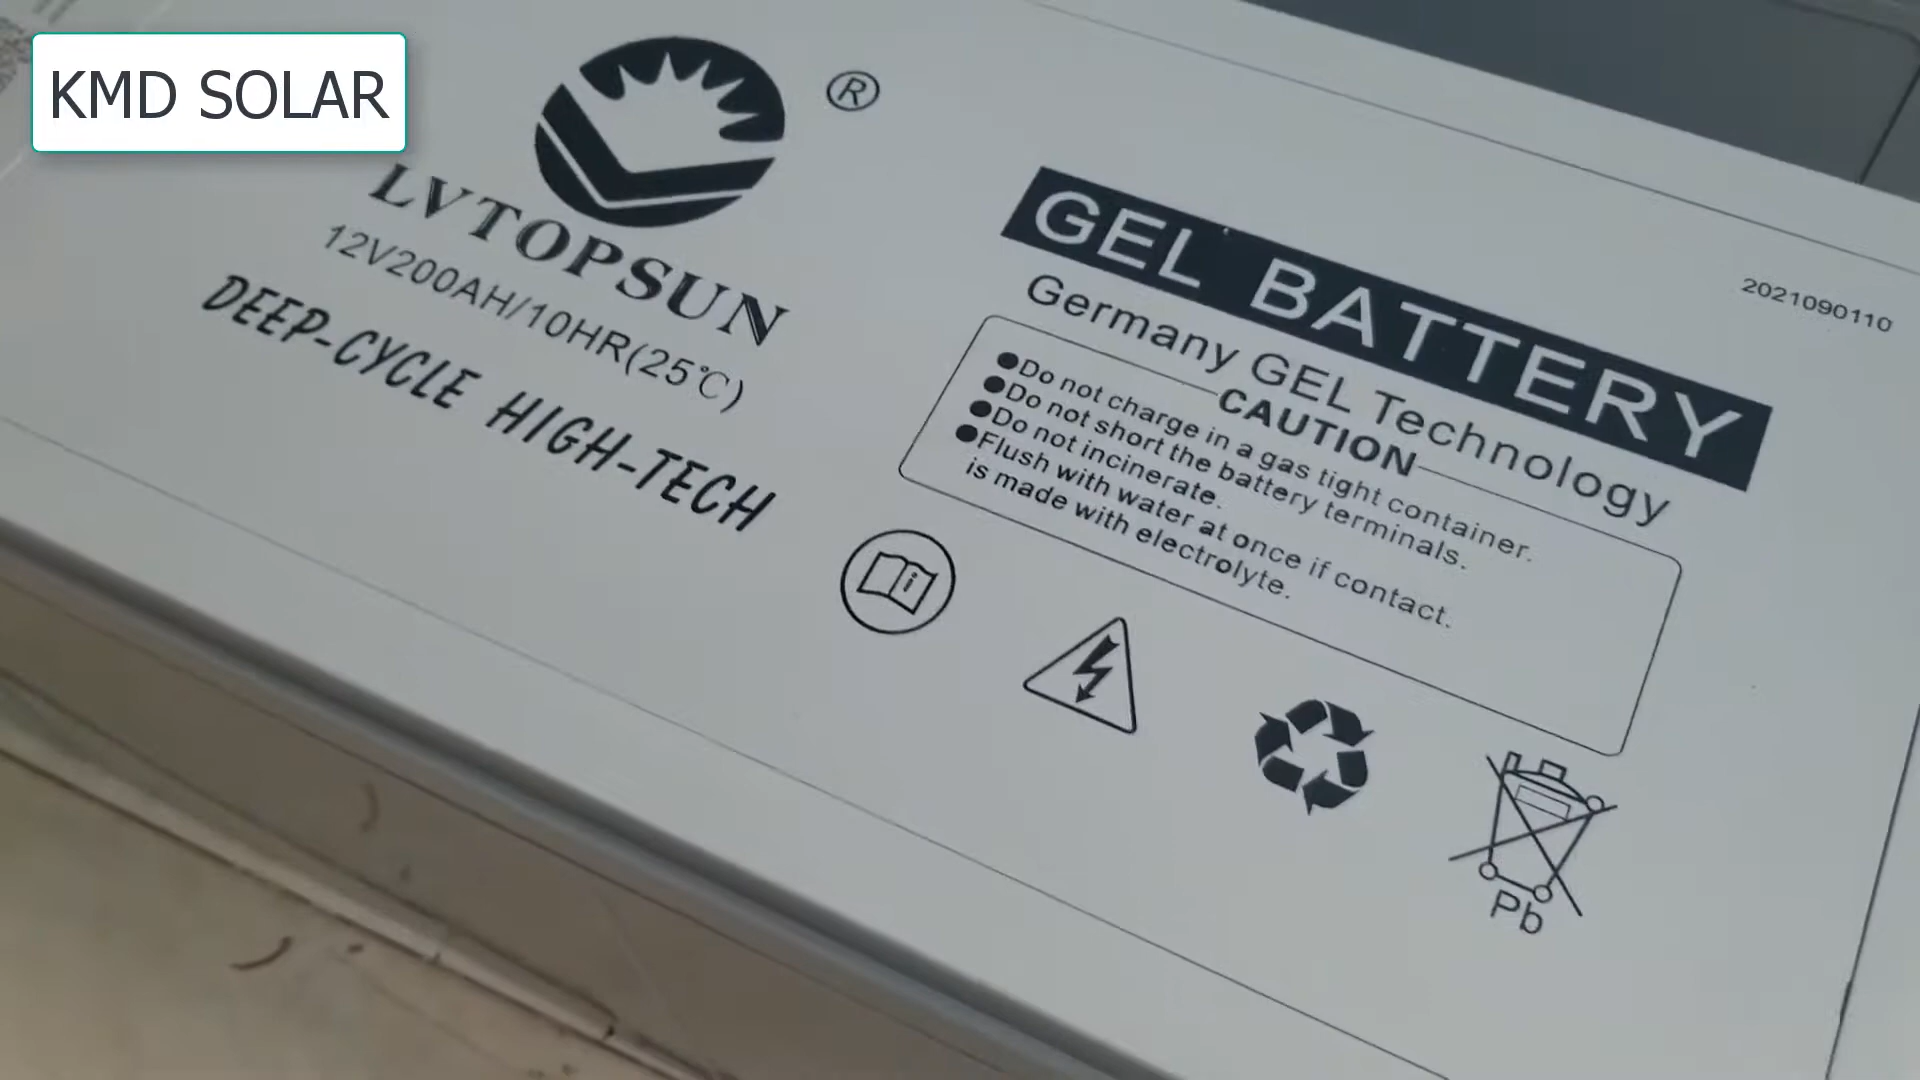 KMD SOLAR
®
LVTOPSUN
12V200AH/10HR(25℃)
DEEP-CYCLE HIGH-TECH
GEL BATTERY
2021090110
Germany GEL Technology
CAUTION
●Do not charge in a gas tight container.
●Do not short the battery terminals.
●Do not incinerate.
●Flush with water at once if contact.
is made with electrolyte.
i
Pb